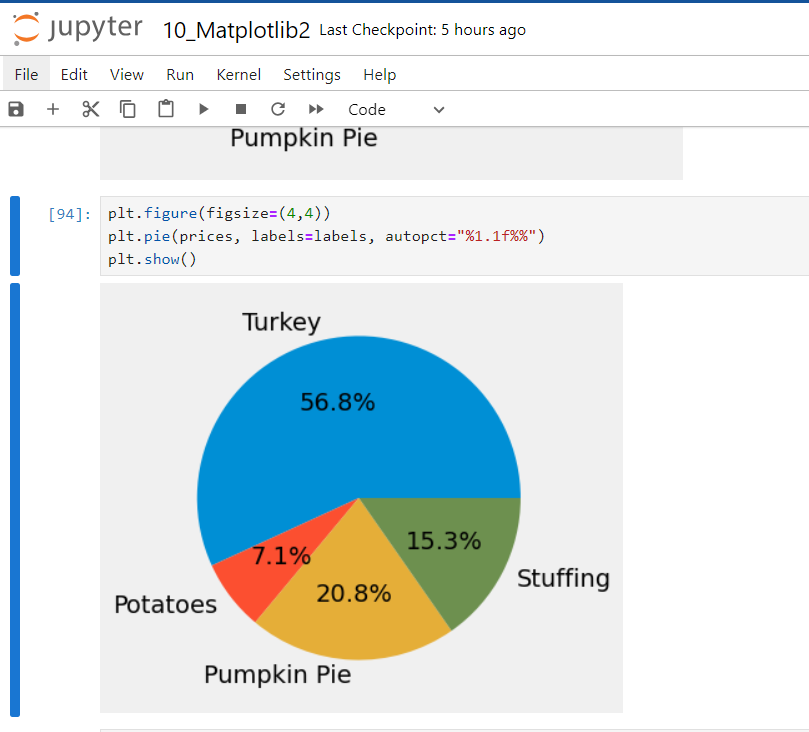 jupyter 10_Matplotlib2 Last Checkpoint: 5 hours ago
File Edit View Run Kernel Settings Help
Code
Pumpkin Pie
[94]: plt.figure(figsize=(4,4))
plt.pie(prices, labels=labels, autopct="%1.1f%%")
plt.show()
Turkey
56.8%
15.3%
7.1%
Stuffing
20.8%
Potatoes
Pumpkin Pie